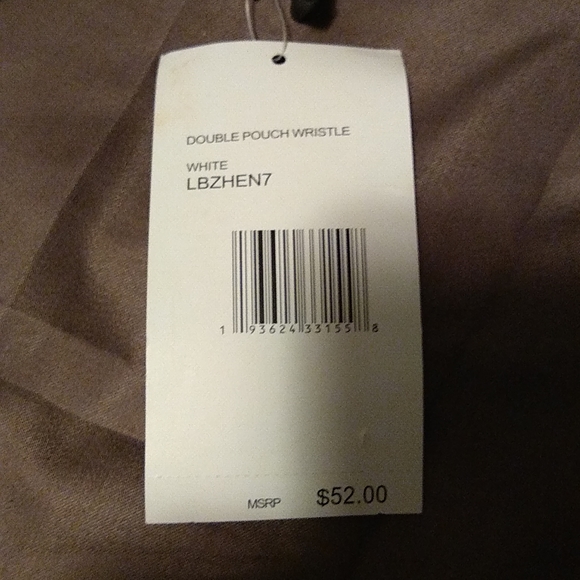 DOUBLE POUCH WRISTLE
WHITE
LBZHEN7
1 93624 33155 8
MSRP $52.00